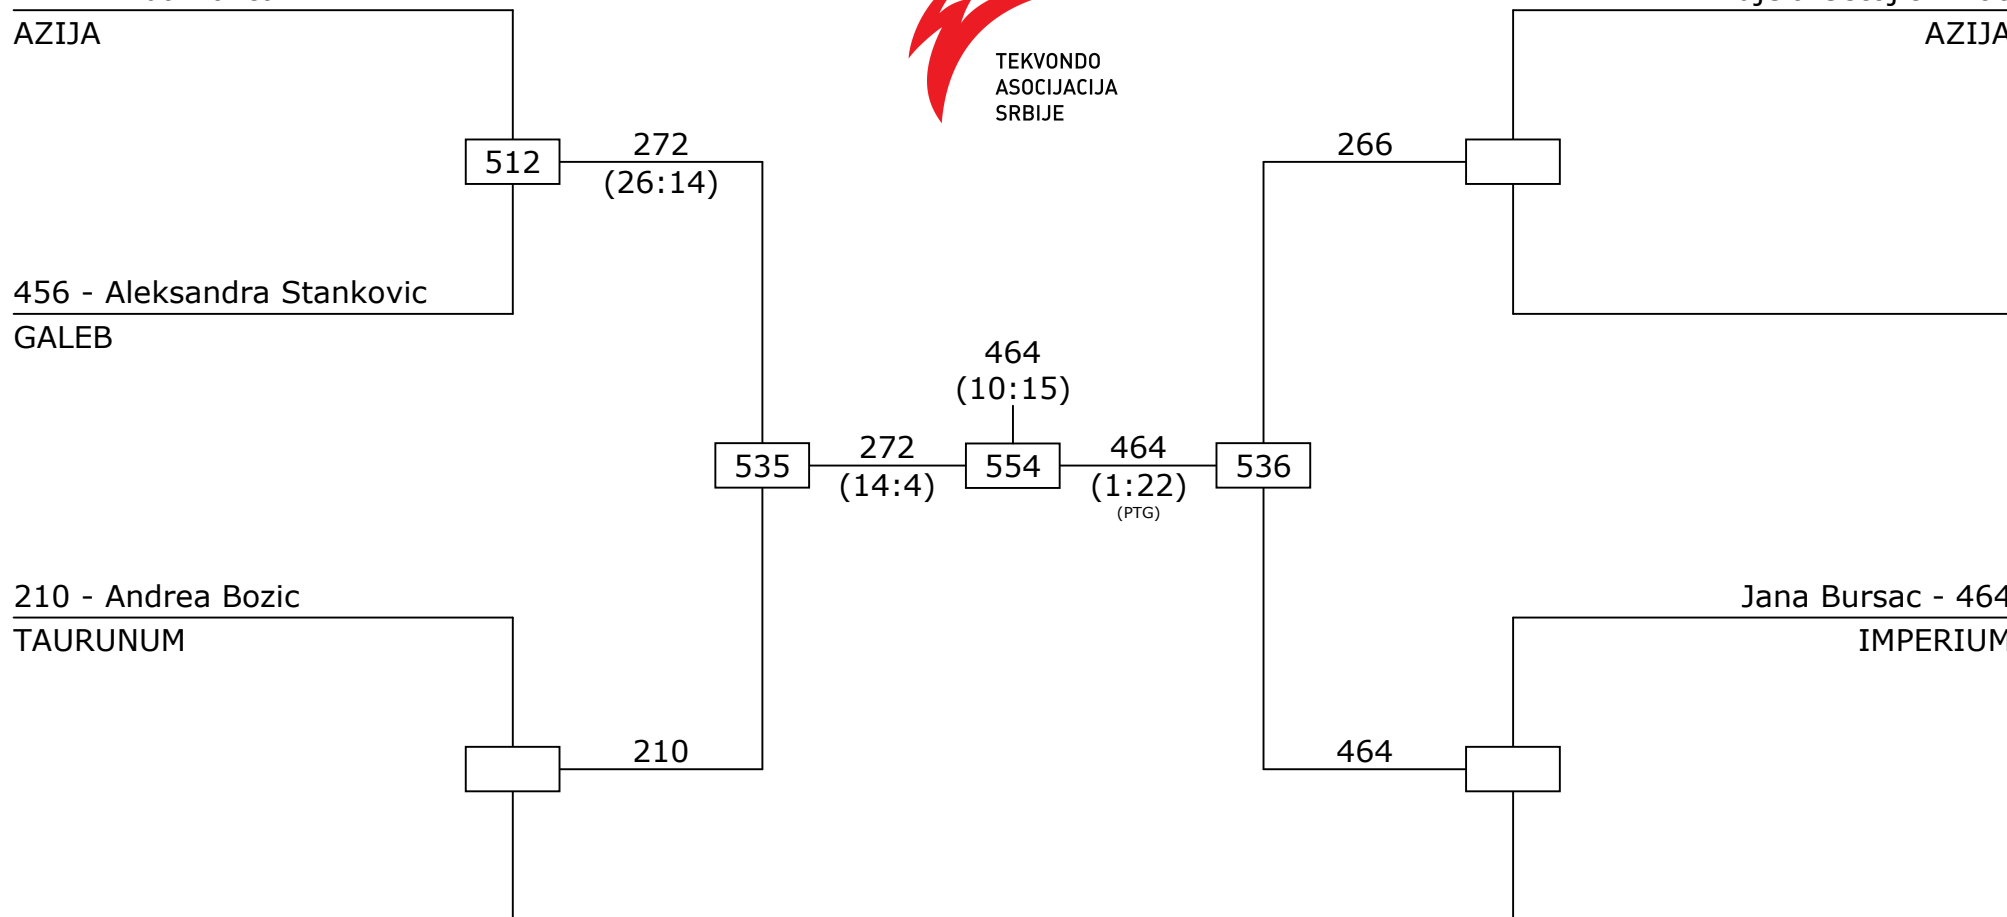 AZIJA
AZIJA
TEKVONDO
ASOCIJACIJA
SRBIJE
272
266
512
(26:14)
456 - Aleksandra Stankovic
GALEB
464
(10:15)
272
464
535
554
536
(14:4)
(1:22)
(PTG)
210 - Andrea Bozic
Jana Bursac - 464
TAURUNUM
IMPERIUM
210
464